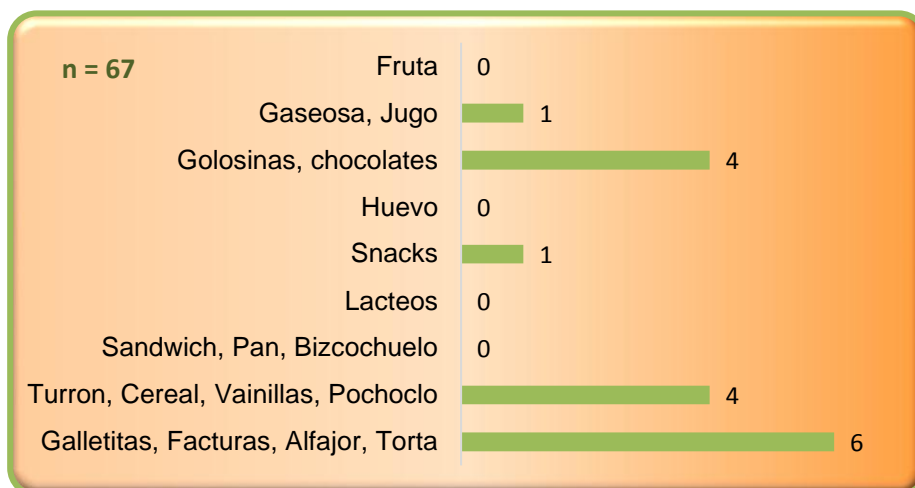 n = 67
Fruta 0
Gaseosa, Jugo 1
Golosinas, chocolates 4
Huevo 0
Snacks 1
Lacteos 0
Sandwich, Pan, Bizcochuelo 0
Turron, Cereal, Vainillas, Pochoclo 4
Galletitas, Facturas, Alfajor, Torta 6